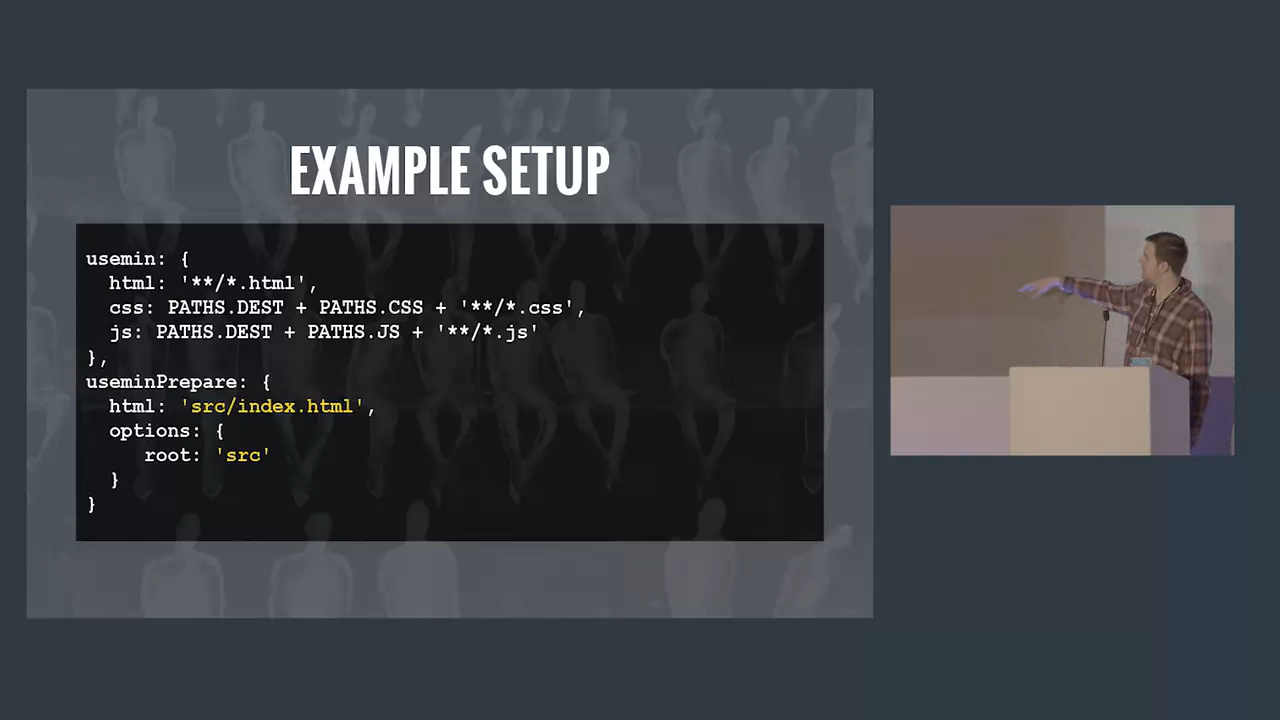 EXAMPLE SETUP
usemin: {
  html: '**/*.html',
  css: PATHS.DEST + PATHS.CSS + '**/*.css',
  js: PATHS.DEST + PATHS.JS + '**/*.js'
},
useminPrepare: {
  html: 'src/index.html',
  options: {
     root: 'src'
  }
}